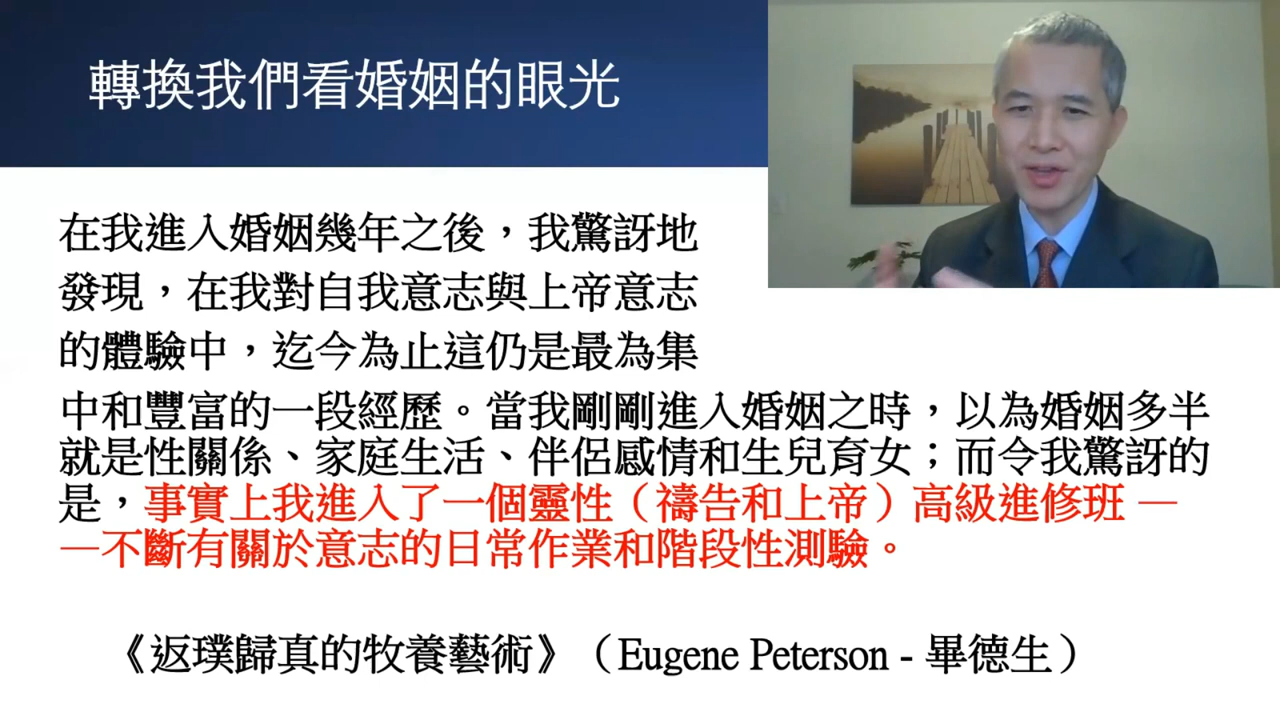 轉換我們看婚姻的眼光
在我進入婚姻幾年之後，我驚訝地
發現，在我對自我意志與上帝意志
的體驗中，迄今為止這仍是最為集
中和豐富的一段經歷。當我剛剛進入婚姻之時，以為婚姻多半
就是性關係、家庭生活、伴侶感情和生兒育女；而令我驚訝的
是，事實上我進入了一個靈性（禱告和上帝）高級進修班 —
—不斷有關於意志的日常作業和階段性測驗。
《返璞歸真的牧養藝術》（Eugene Peterson - 畢德生）